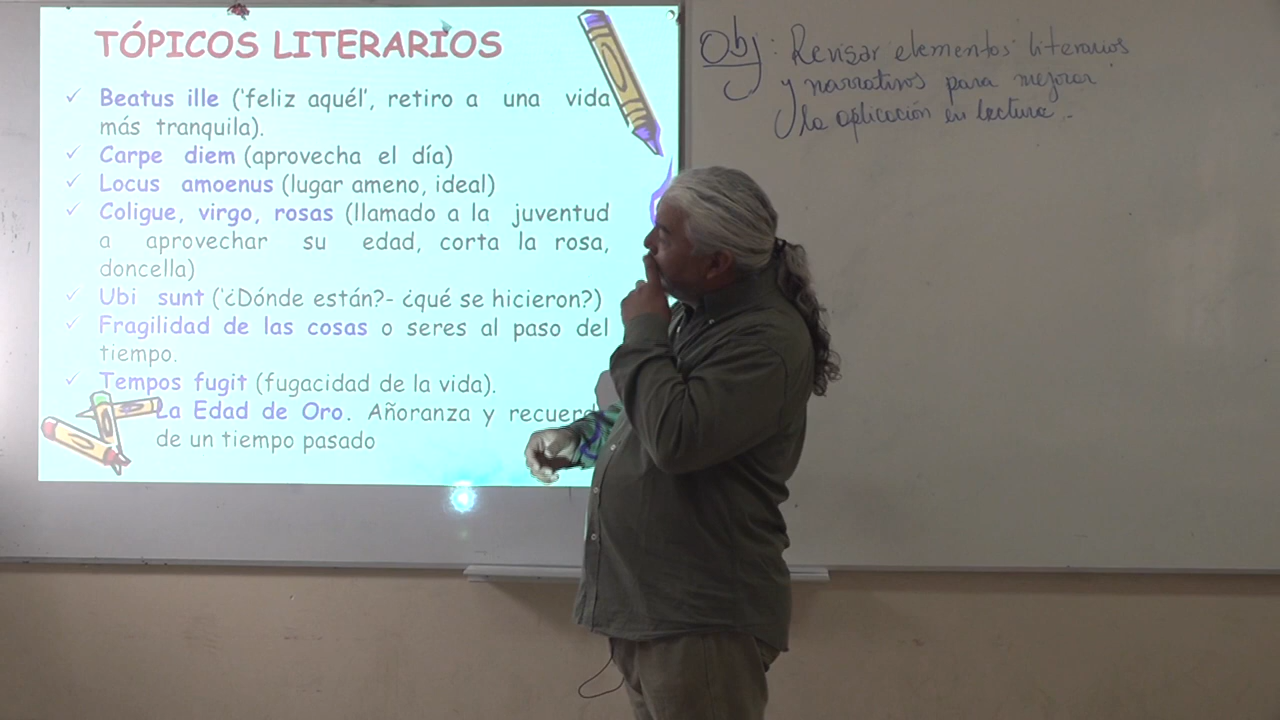 TÓPICOS LITERARIOS
Beatus ille ('feliz aquél', retiro a una vida
más tranquila).
Carpe diem (aprovecha el día)
Locus amoenus (lugar ameno, ideal)
Coligue, virgo, rosas (llamado a la juventud
a aprovechar su edad, corta la rosa,
doncella)
Ubi sunt ('¿Dónde están?- ¿qué se hicieron?)
Fragilidad de las cosas o seres al paso del
tiempo.
Tempos fugit (fugacidad de la vida).
La Edad de Oro. Añoranza y recuerdo
de un tiempo pasado
Obj: Revisar elementos literarios
y narrativos para mejorar
la aplicación en lectura.-